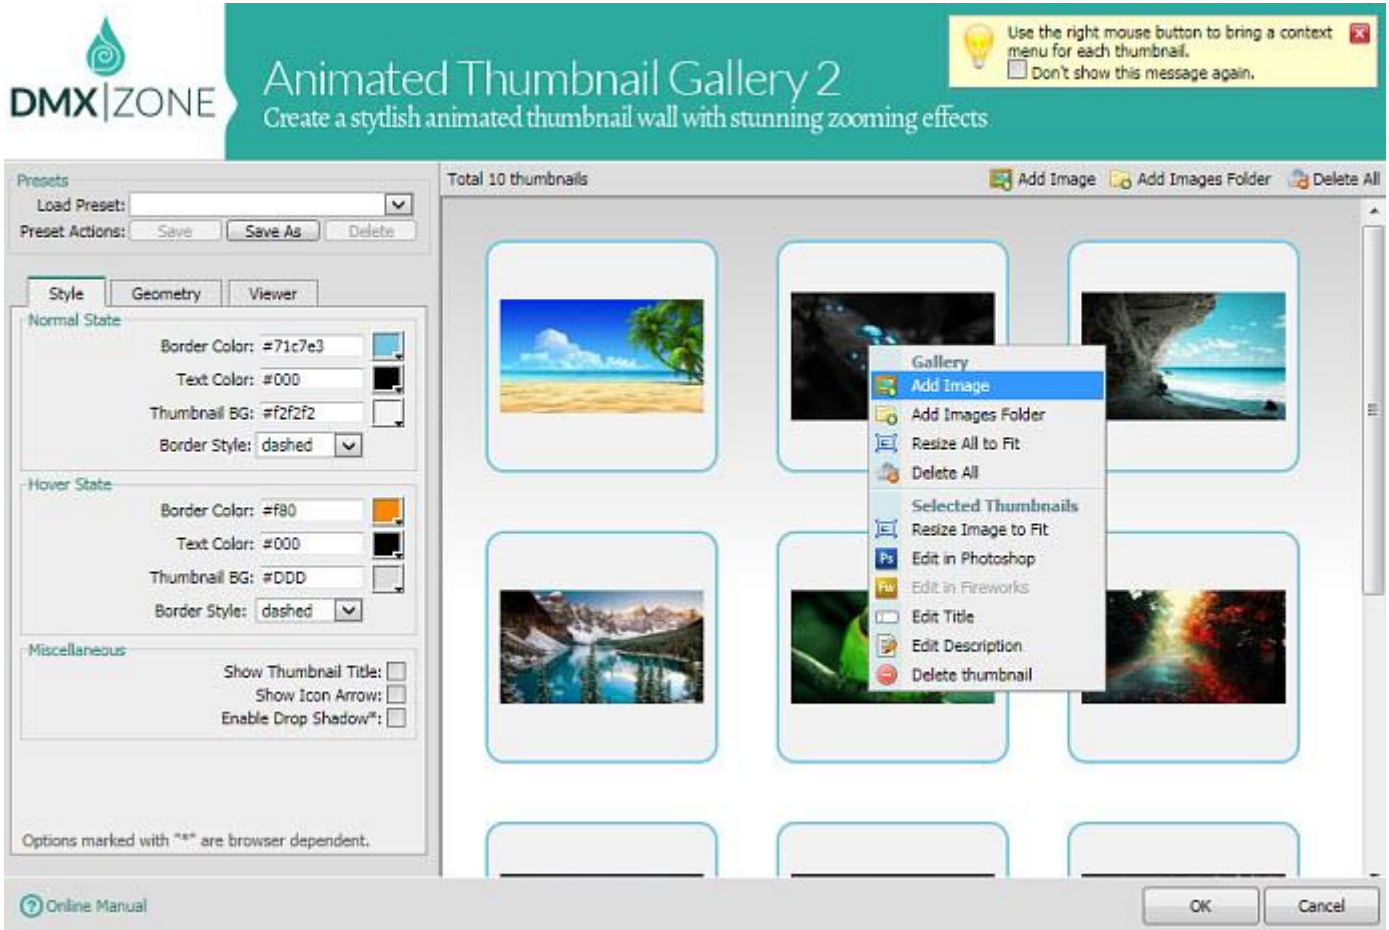 DMX|ZONE
Animated Thumbnail Gallery 2
Create a stytlish animated thumbnail wall with stunning zooming effects
Use the right mouse button to bring a context
menu for each thumbnail.
Don't show this message again.
Presets
Load Preset:
Preset Actions: Save Save As Delete
Style Geometry Viewer
Normal State
Border Color: #71c7e3
Text Color: #000
Thumbnail BG: #f2f2f2
Border Style: dashed
Hover State
Border Color: #f80
Text Color: #000
Thumbnail BG: #DDD
Border Style: dashed
Miscellaneous
Show Thumbnail Title:
Show Icon Arrow:
Enable Drop Shadow*:
Options marked with "*" are browser dependent.
Total 10 thumbnails Add Image Add Images Folder Delete All
Gallery
Add Image
Add Images Folder
Resize All to Fit
Delete All
Selected Thumbnails
Resize Image to Fit
Ps Edit in Photoshop
Fw Edit in Fireworks
Edit Title
Edit Description
Delete thumbnail
? Online Manual
OK Cancel